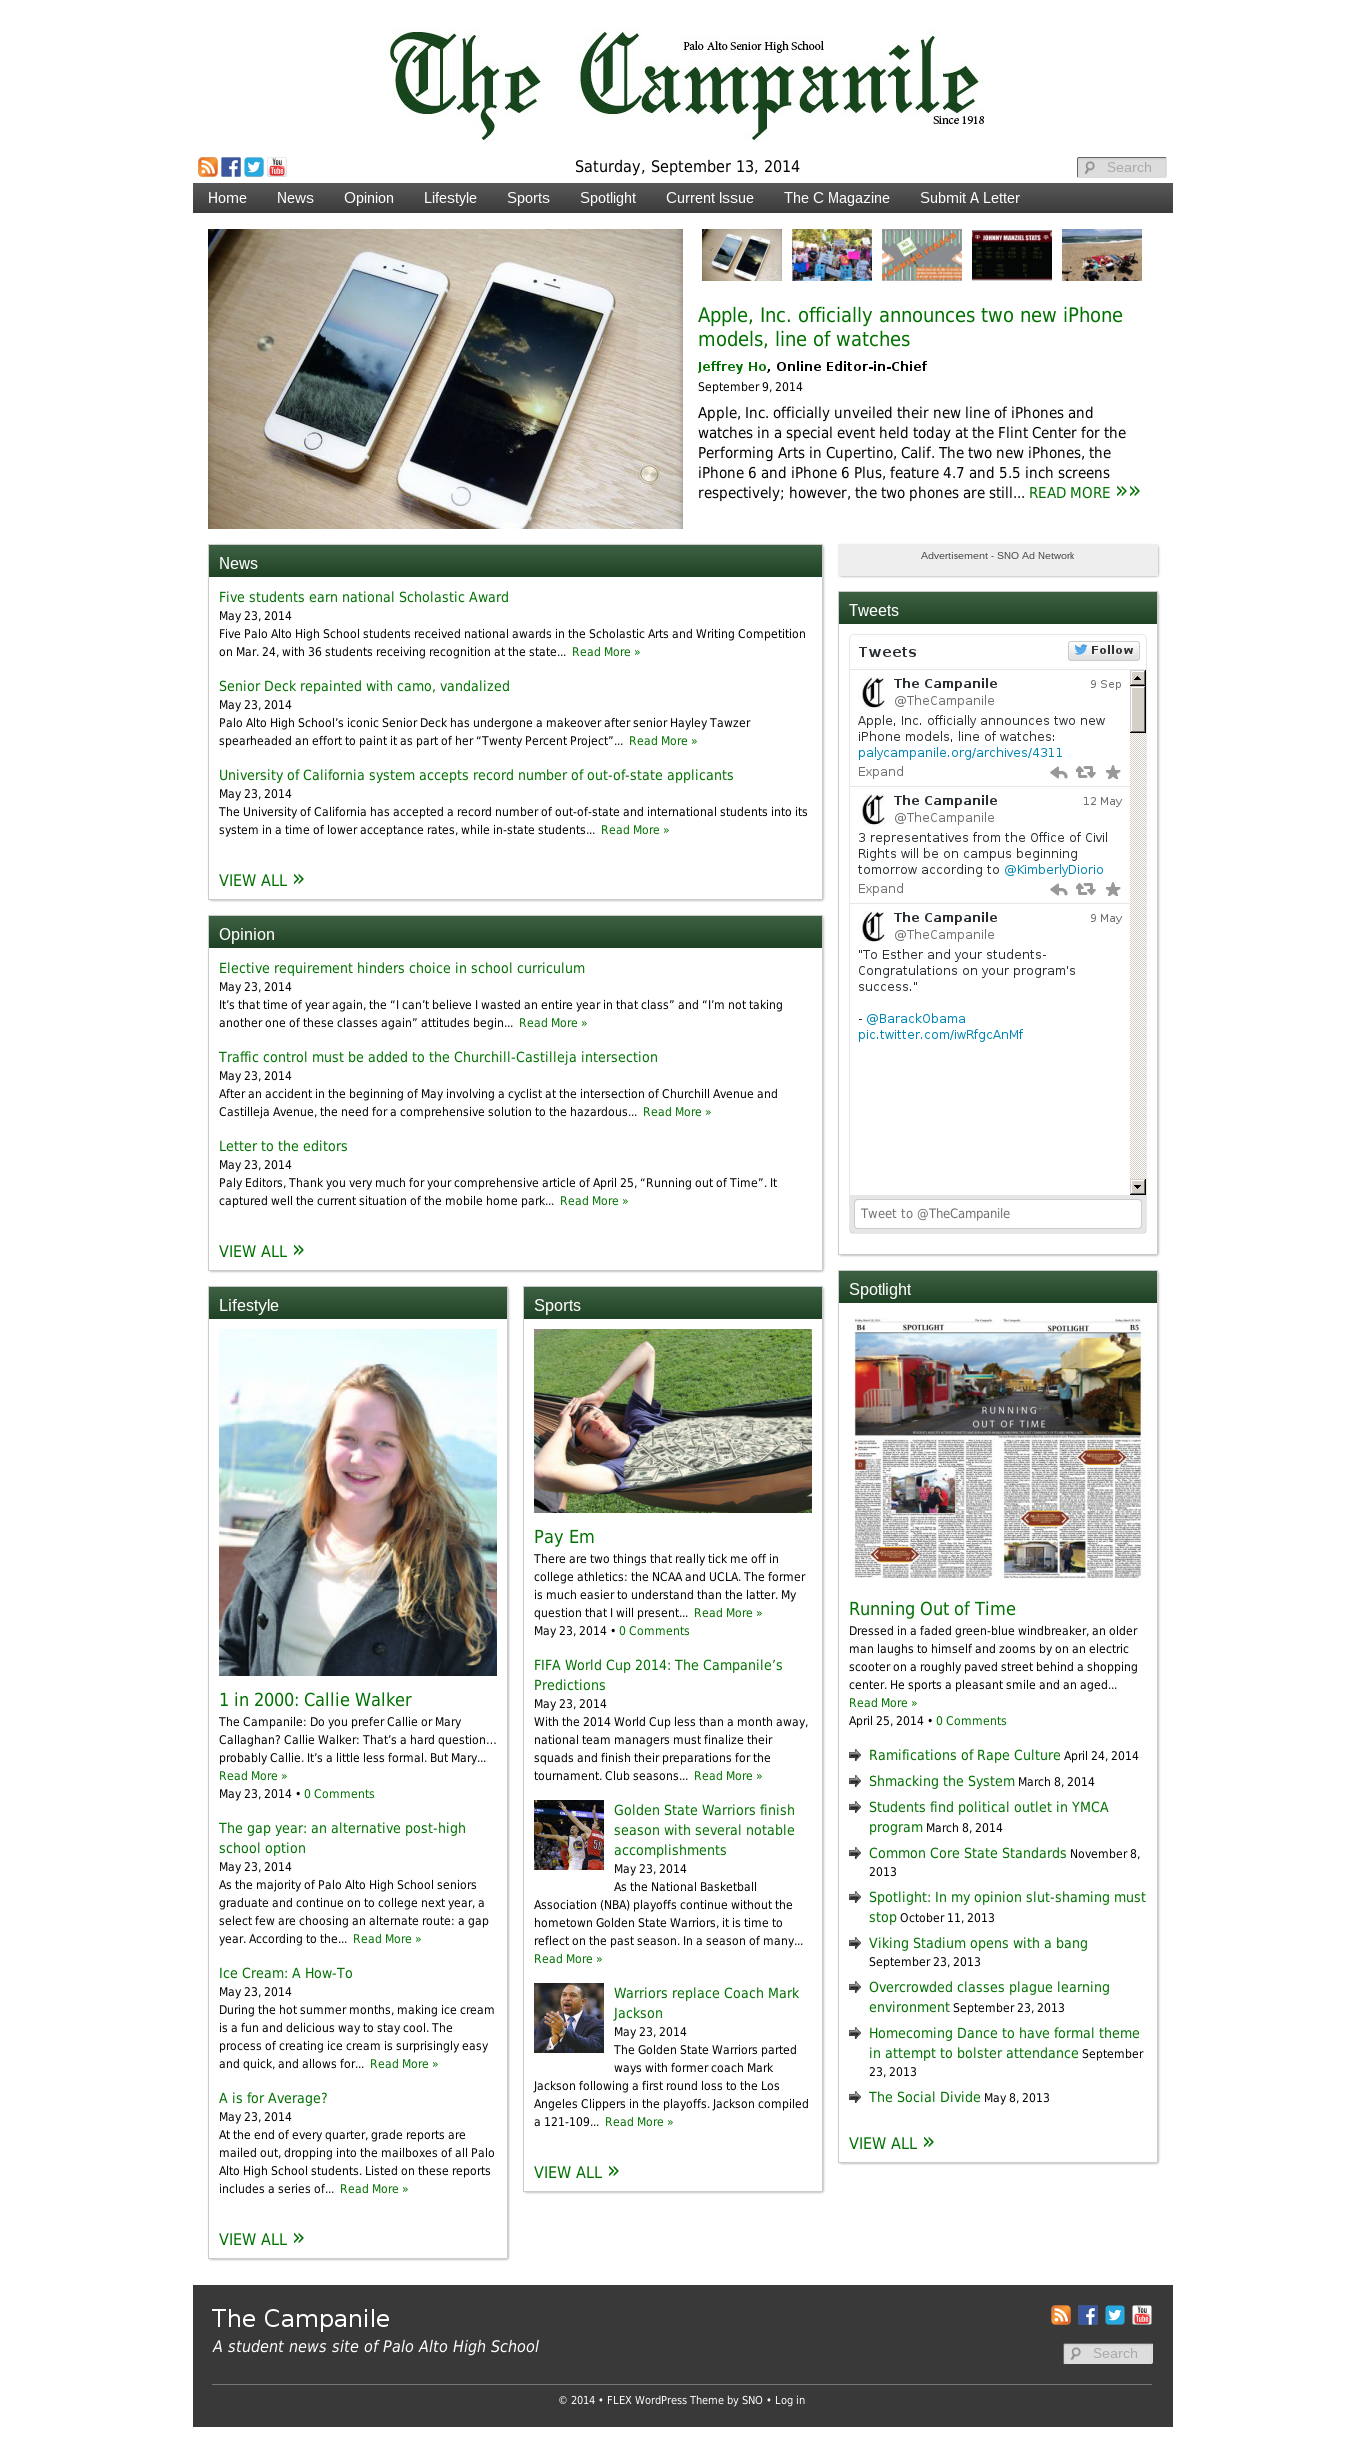 The Campanile
Palo Alto Senior High School
Since 1918
Saturday, September 13, 2014
Search
Home News Opinion Lifestyle Sports Spotlight Current Issue The C Magazine Submit A Letter
JOHNNY MANZIEL STATS
Apple, Inc. officially announces two new iPhone
models, line of watches
Jeffrey Ho, Online Editor-in-Chief
September 9, 2014
Apple, Inc. officially unveiled their new line of iPhones and
watches in a special event held today at the Flint Center for the
Performing Arts in Cupertino, Calif. The two new iPhones, the
iPhone 6 and iPhone 6 Plus, feature 4.7 and 5.5 inch screens
respectively; however, the two phones are still... READ MORE »»
News
Five students earn national Scholastic Award
May 23, 2014
Five Palo Alto High School students received national awards in the Scholastic Arts and Writing Competition
on Mar. 24, with 36 students receiving recognition at the state... Read More »
Senior Deck repainted with camo, vandalized
May 23, 2014
Palo Alto High School’s iconic Senior Deck has undergone a makeover after senior Hayley Tawzer
spearheaded an effort to paint it as part of her “Twenty Percent Project”... Read More »
University of California system accepts record number of out-of-state applicants
May 23, 2014
The University of California has accepted a record number of out-of-state and international students into its
system in a time of lower acceptance rates, while in-state students... Read More »
VIEW ALL »
Opinion
Elective requirement hinders choice in school curriculum
May 23, 2014
It’s that time of year again, the “I can’t believe I wasted an entire year in that class” and “I’m not taking
another one of these classes again” attitudes begin... Read More »
Traffic control must be added to the Churchill-Castilleja intersection
May 23, 2014
After an accident in the beginning of May involving a cyclist at the intersection of Churchill Avenue and
Castilleja Avenue, the need for a comprehensive solution to the hazardous... Read More »
Letter to the editors
May 23, 2014
Paly Editors, Thank you very much for your comprehensive article of April 25, “Running out of Time”. It
captured well the current situation of the mobile home park... Read More »
VIEW ALL »
Advertisement - SNO Ad Network
Tweets
Tweets
Follow
The Campanile 9 Sep
@TheCampanile
Apple, Inc. officially announces two new
iPhone models, line of watches:
palycampanile.org/archives/4311
Expand
The Campanile 12 May
@TheCampanile
3 representatives from the Office of Civil
Rights will be on campus beginning
tomorrow according to @KimberlyDiorio
Expand
The Campanile 9 May
@TheCampanile
"To Esther and your students-
Congratulations on your program's
success."
- @BarackObama
pic.twitter.com/iwRfgcAnMf
Tweet to @TheCampanile
Lifestyle
1 in 2000: Callie Walker
The Campanile: Do you prefer Callie or Mary
Callaghan? Callie Walker: That’s a hard question…
probably Callie. It’s a little less formal. But Mary...
Read More »
May 23, 2014 • 0 Comments
The gap year: an alternative post-high
school option
May 23, 2014
As the majority of Palo Alto High School seniors
graduate and continue on to college next year, a
select few are choosing an alternate route: a gap
year. According to the... Read More »
Ice Cream: A How-To
May 23, 2014
During the hot summer months, making ice cream
is a fun and delicious way to stay cool. The
process of creating ice cream is surprisingly easy
and quick, and allows for... Read More »
A is for Average?
May 23, 2014
At the end of every quarter, grade reports are
mailed out, dropping into the mailboxes of all Palo
Alto High School students. Listed on these reports
includes a series of... Read More »
VIEW ALL »
Sports
Pay Em
There are two things that really tick me off in
college athletics: the NCAA and UCLA. The former
is much easier to understand than the latter. My
question that I will present... Read More »
May 23, 2014 • 0 Comments
FIFA World Cup 2014: The Campanile’s
Predictions
May 23, 2014
With the 2014 World Cup less than a month away,
national team managers must finalize their
squads and finish their preparations for the
tournament. Club seasons... Read More »
Golden State Warriors finish
season with several notable
accomplishments
May 23, 2014
As the National Basketball
Association (NBA) playoffs continue without the
hometown Golden State Warriors, it is time to
reflect on the past season. In a season of many...
Read More »
Warriors replace Coach Mark
Jackson
May 23, 2014
The Golden State Warriors parted
ways with former coach Mark
Jackson following a first round loss to the Los
Angeles Clippers in the playoffs. Jackson compiled
a 121-109... Read More »
VIEW ALL »
Spotlight
B4 SPOTLIGHT SPOTLIGHT B5
RUNNING
OUT OF TIME
Running Out of Time
Dressed in a faded green-blue windbreaker, an older
man laughs to himself and zooms by on an electric
scooter on a roughly paved street behind a shopping
center. He sports a pleasant smile and an aged...
Read More »
April 25, 2014 • 0 Comments
Ramifications of Rape Culture April 24, 2014
Shmacking the System March 8, 2014
Students find political outlet in YMCA
program March 8, 2014
Common Core State Standards November 8,
2013
Spotlight: In my opinion slut-shaming must
stop October 11, 2013
Viking Stadium opens with a bang
September 23, 2013
Overcrowded classes plague learning
environment September 23, 2013
Homecoming Dance to have formal theme
in attempt to bolster attendance September
23, 2013
The Social Divide May 8, 2013
VIEW ALL »
The Campanile
A student news site of Palo Alto High School
Search
© 2014 • FLEX WordPress Theme by SNO • Log in